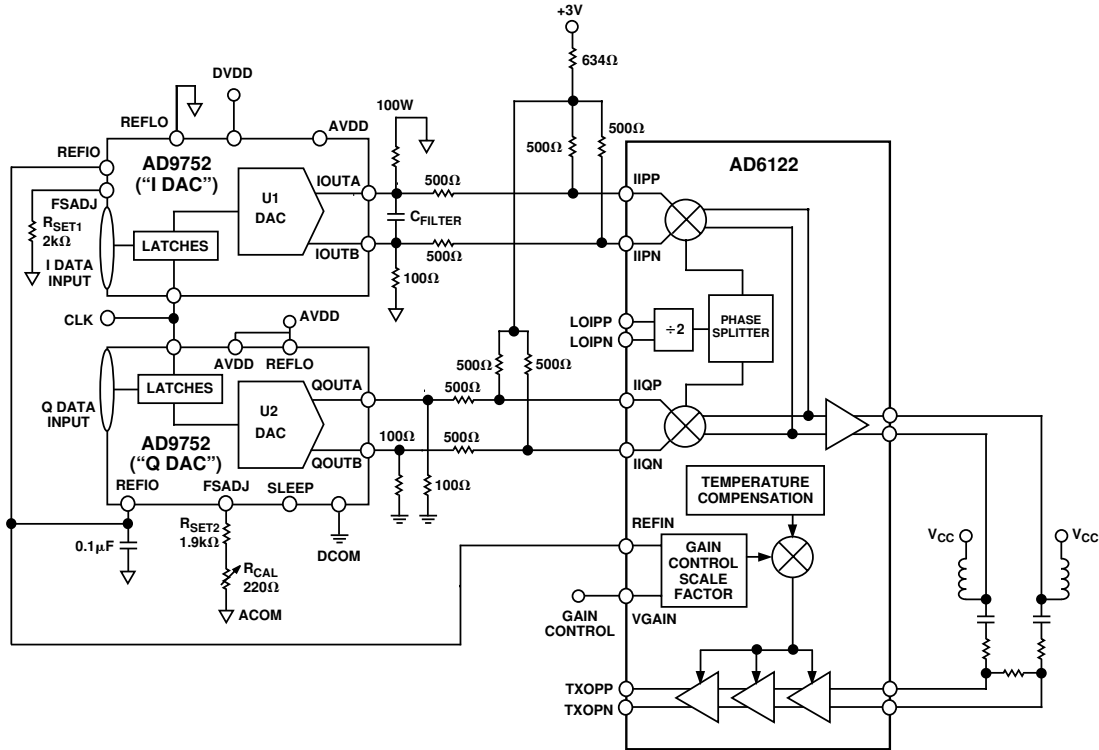 +3V
634Ω
DVDD
REFLO
AVDD
100W
500Ω
500Ω
REFIO
AD9752
("I DAC")
FSADJ
RSET1
2kΩ
U1
DAC
IOUTA
500Ω
CFILTER
LATCHES
IOUTB
500Ω
100Ω
I DATA
INPUT
AD6122
IIPP
IIPN
CLK
AVDD
AVDD
REFLO
LOIPP
LOIPN
÷2
PHASE
SPLITTER
500Ω
500Ω
LATCHES
QOUTA
500Ω
IIQP
Q DATA
INPUT
U2
DAC
100Ω
500Ω
QOUTB
IIQN
AD9752
("Q DAC")
100Ω
REFIO
FSADJ
SLEEP
TEMPERATURE
COMPENSATION
RSET2
1.9kΩ
0.1µF
DCOM
REFIN
GAIN
CONTROL
SCALE
FACTOR
VCC
VCC
RCAL
220Ω
ACOM
GAIN
CONTROL
VGAIN
TXOPP
TXOPN